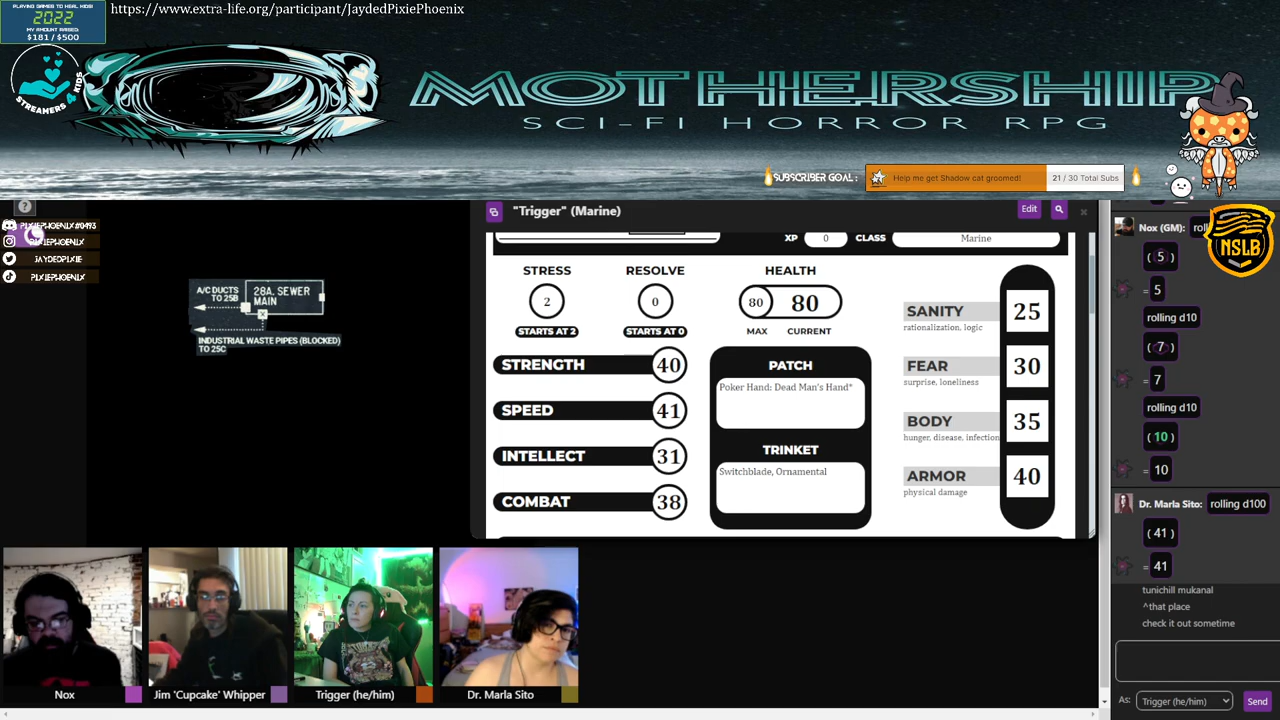 PLAYING GAMES TO HEAL KIDS!
2022
MY AMOUNT RAISED:
$181 / $500
https://www.extra-life.org/participant/JaydedPixiePhoenix
STREAMERS 4 KIDS
MOTHERSHIP
SCI-FI HORROR RPG
SUBSCRIBER GOAL :
Help me get Shadow cat groomed!
21 / 30 Total Subs
NSLB
PIXIEPHOENIX#0493
PIXIEPHOENIX
JAYDEDPIXIE
PIXIEPHOENIX
A/C DUCTS
TO 25B
28A. SEWER
MAIN
INDUSTRIAL WASTE PIPES (BLOCKED)
TO 25C
"Trigger" (Marine)
Edit
XP
0
CLASS
Marine
STRESS
2
STARTS AT 2
RESOLVE
0
STARTS AT 0
HEALTH
80
80
MAX
CURRENT
STRENGTH
40
SPEED
41
INTELLECT
31
COMBAT
38
PATCH
Poker Hand: Dead Man's Hand*
TRINKET
Switchblade, Ornamental
SANITY
rationalization, logic
25
FEAR
surprise, loneliness
30
BODY
hunger, disease, infection
35
ARMOR
physical damage
40
Nox (GM):
( 5 )
= 5
rolling d10
( 7 )
= 7
rolling d10
( 10 )
= 10
Dr. Marla Sito:
rolling d100
( 41 )
= 41
tunichill mukanal
^that place
check it out sometime
As:
Trigger (he/him)
Send
Nox
Jim 'Cupcake' Whipper
Trigger (he/him)
Dr. Marla Sito